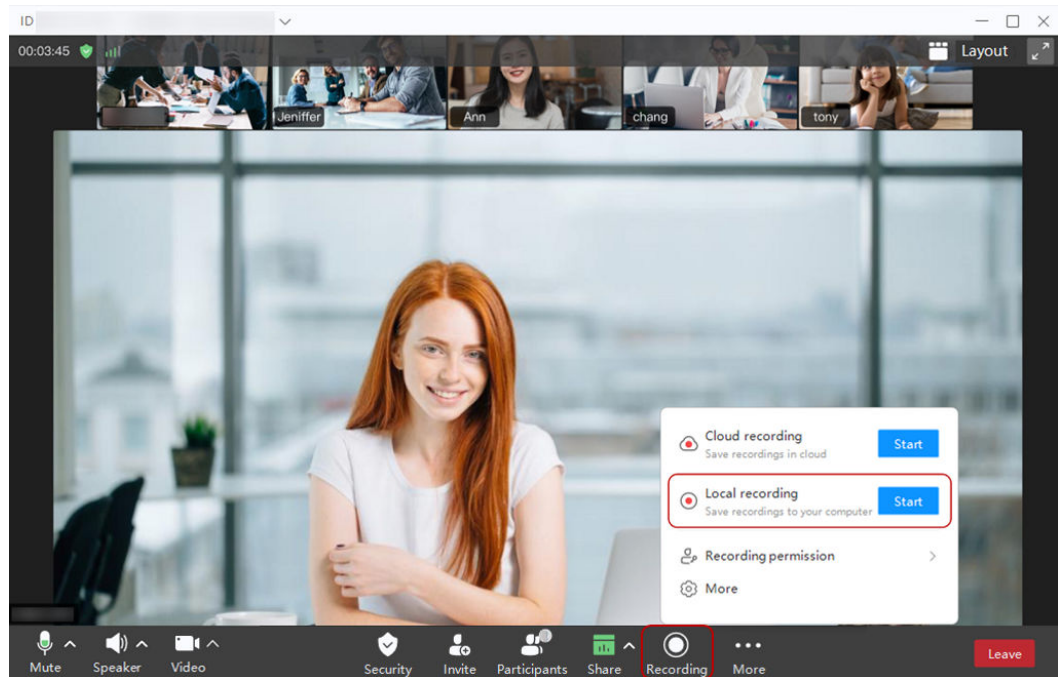 ID
00:03:45
Layout
Jeniffer
Ann
chang
tony
Cloud recording
Save recordings in cloud
Start
Local recording
Save recordings to your computer
Start
Recording permission
More
Mute
Speaker
Video
Security
Invite
Participants
Share
Recording
More
Leave